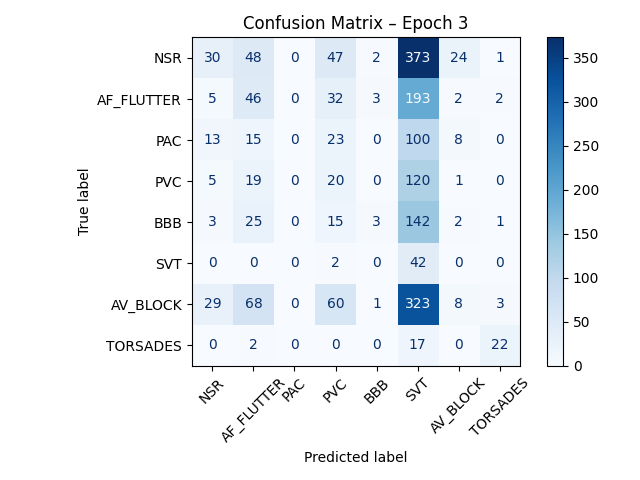 Confusion Matrix – Epoch 3
True label
NSR 30 48 0 47 2 373 24 1
AF_FLUTTER 5 46 0 32 3 193 2 2
PAC 13 15 0 23 0 100 8 0
PVC 5 19 0 20 0 120 1 0
BBB 3 25 0 15 3 142 2 1
SVT 0 0 0 2 0 42 0 0
AV_BLOCK 29 68 0 60 1 323 8 3
TORSADES 0 2 0 0 0 17 0 22
NSR AF_FLUTTER PAC PVC BBB SVT AV_BLOCK TORSADES
Predicted label
350
300
250
200
150
100
50
0